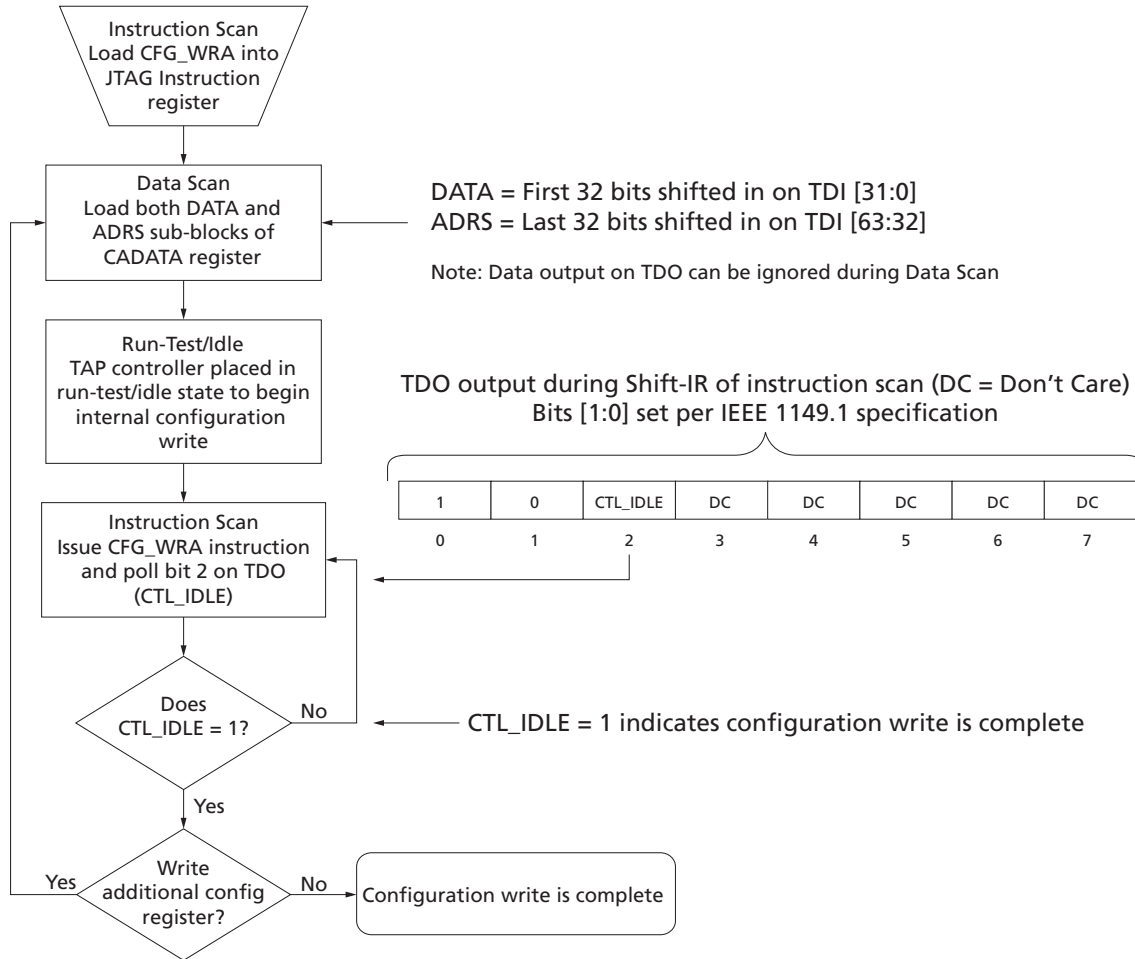 Instruction Scan
Load CFG_WRA into
JTAG Instruction
register
Data Scan
Load both DATA and
ADRS sub-blocks of
CADATA register
DATA = First 32 bits shifted in on TDI [31:0]
ADRS = Last 32 bits shifted in on TDI [63:32]
Note: Data output on TDO can be ignored during Data Scan
Run-Test/Idle
TAP controller placed in
run-test/idle state to begin
internal configuration
write
TDO output during Shift-IR of instruction scan (DC = Don't Care)
Bits [1:0] set per IEEE 1149.1 specification
1 0 CTL_IDLE DC DC DC DC DC
0 1 2 3 4 5 6 7
Instruction Scan
Issue CFG_WRA instruction
and poll bit 2 on TDO
(CTL_IDLE)
Does
CTL_IDLE = 1?
No
CTL_IDLE = 1 indicates configuration write is complete
Yes
Write
additional config
register?
Yes
No
Configuration write is complete